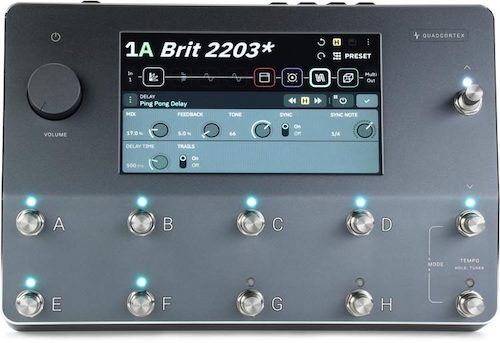 1A Brit 2203*
PRESET
QUADCORTEX
In
1
Multi
Out
DELAY
Ping Pong Delay
MIX
FEEDBACK
TONE
SYNC
SYNC NOTE
17.0 %
5.0 %
66
On
Off
1/4
DELAY TIME
TRAILS
500 ms
On
Off
VOLUME
A
B
C
D
MODE
TEMPO
HOLD: TUNER
E
F
G
H